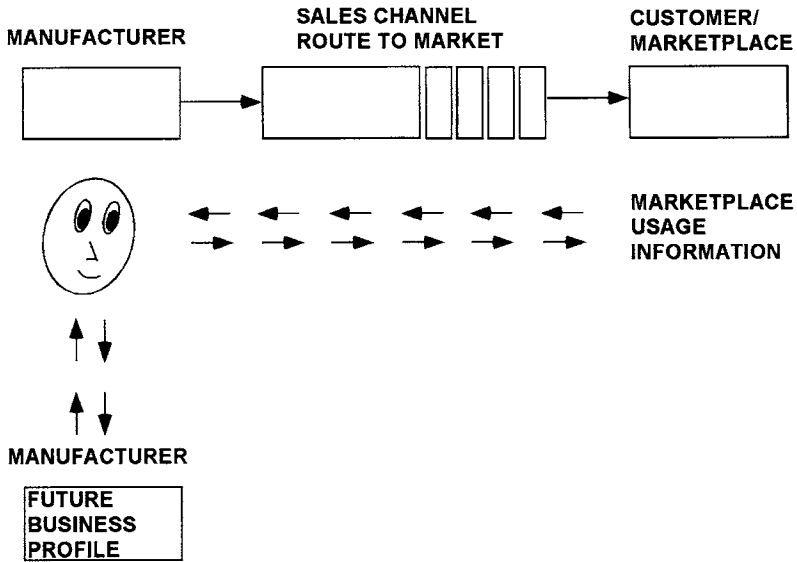 MANUFACTURER
SALES CHANNEL
ROUTE TO MARKET
CUSTOMER/
MARKETPLACE
MARKETPLACE
USAGE
INFORMATION
MANUFACTURER
FUTURE
BUSINESS
PROFILE